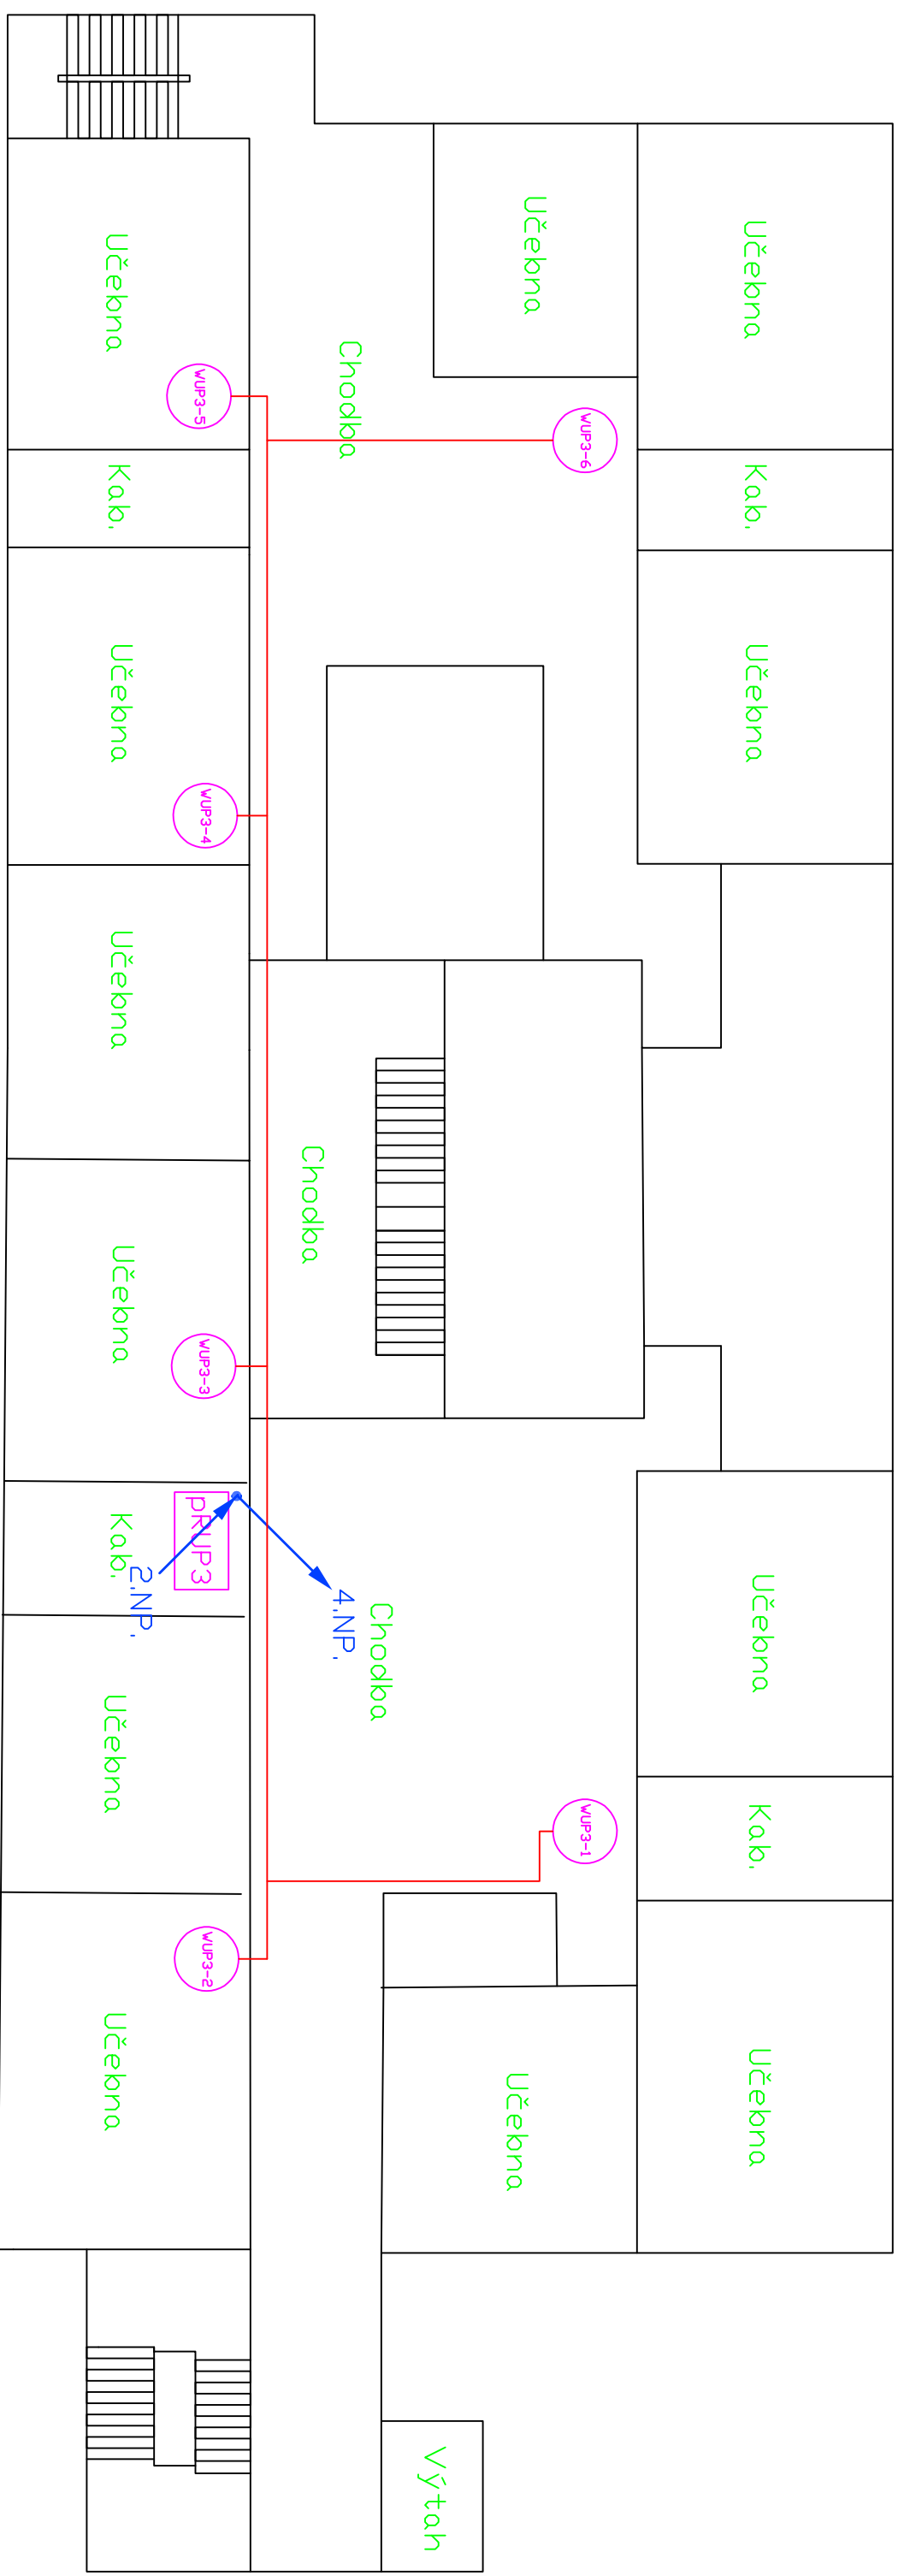 Učebna
Kab.
Učebna
Učebna
Kab.
Učebna
WUP3-6
WUP3-1
Učebna
Učebna
Výtah
Chodba
Chodba
4.NP.
Chodba
WUP3-5
WUP3-4
WUP3-3
pRUP3
WUP3-2
2.NP.
Učebna
Kab.
Učebna
Učebna
Učebna
Kab.
Učebna
Učebna